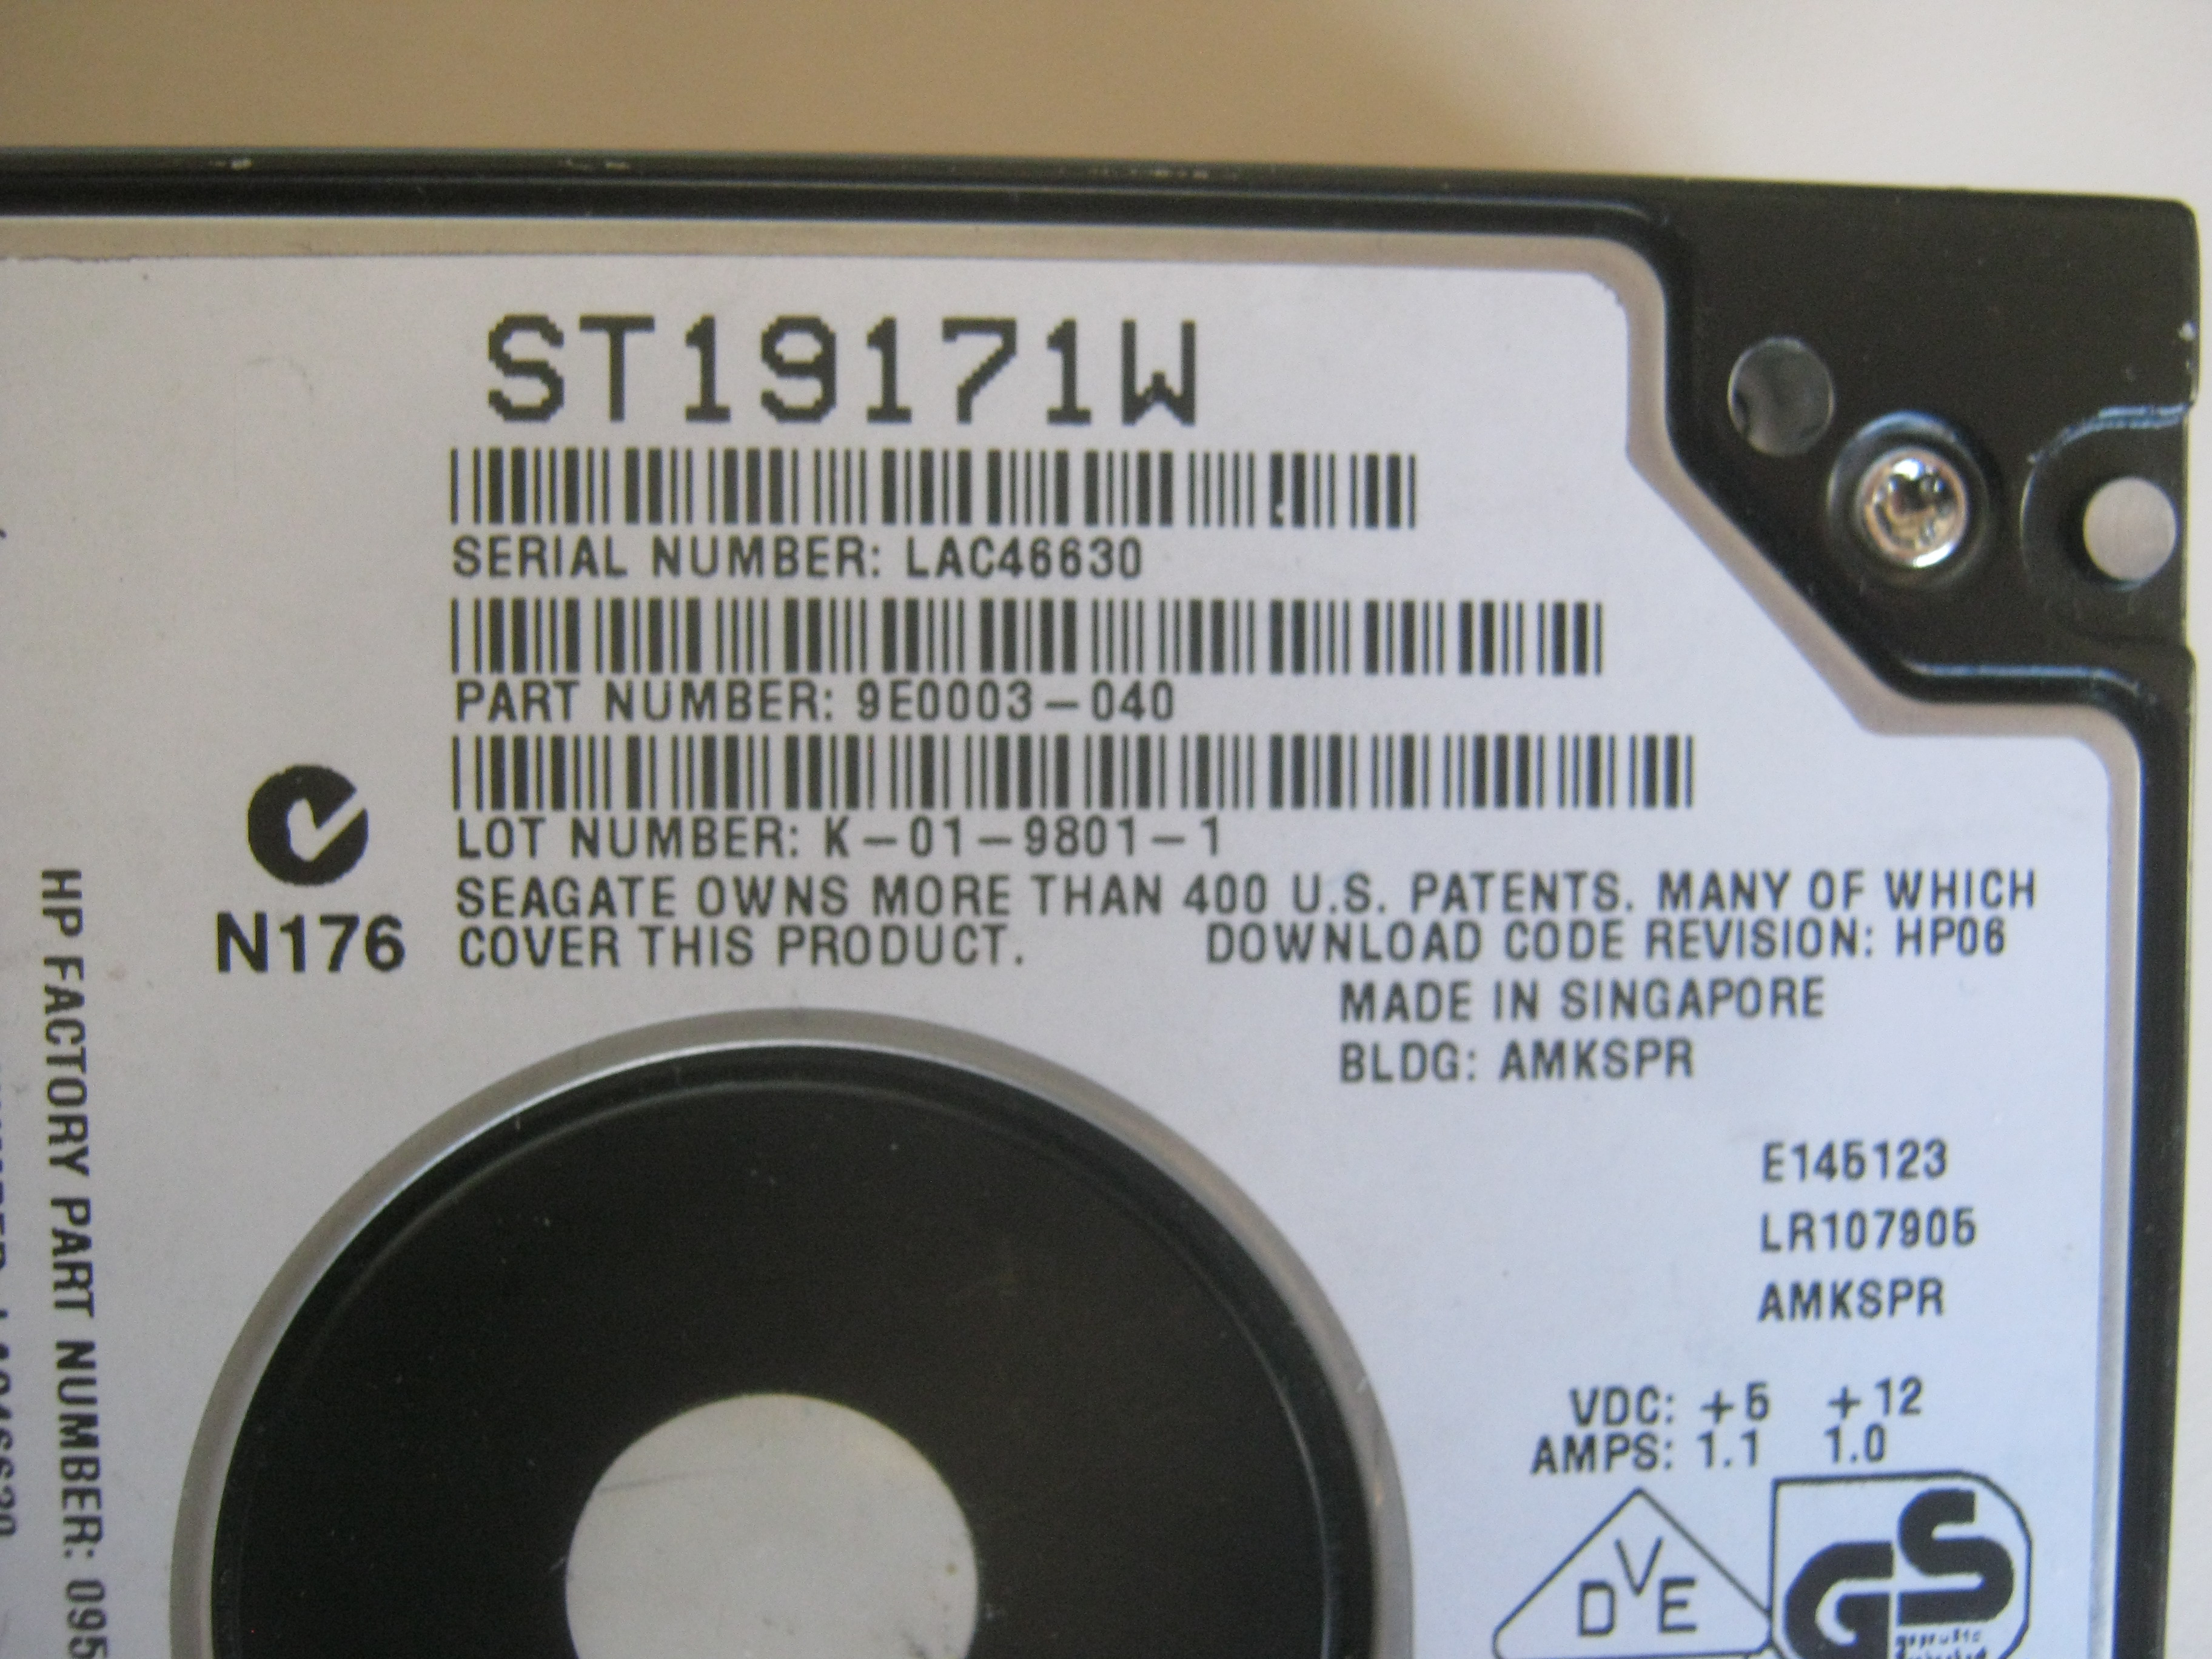 ST19171W
SERIAL NUMBER: LAC46630
PART NUMBER: 9E0003-040
LOT NUMBER: K-01-9801-1
SEAGATE OWNS MORE THAN 400 U.S. PATENTS. MANY OF WHICH
COVER THIS PRODUCT. DOWNLOAD CODE REVISION: HP06
MADE IN SINGAPORE
BLDG: AMKSPR
N176
E145123
LR107905
AMKSPR
VDC: +5 +12
AMPS: 1.1 1.0
DVE
GS
HP FACTORY PART NUMBER: 095